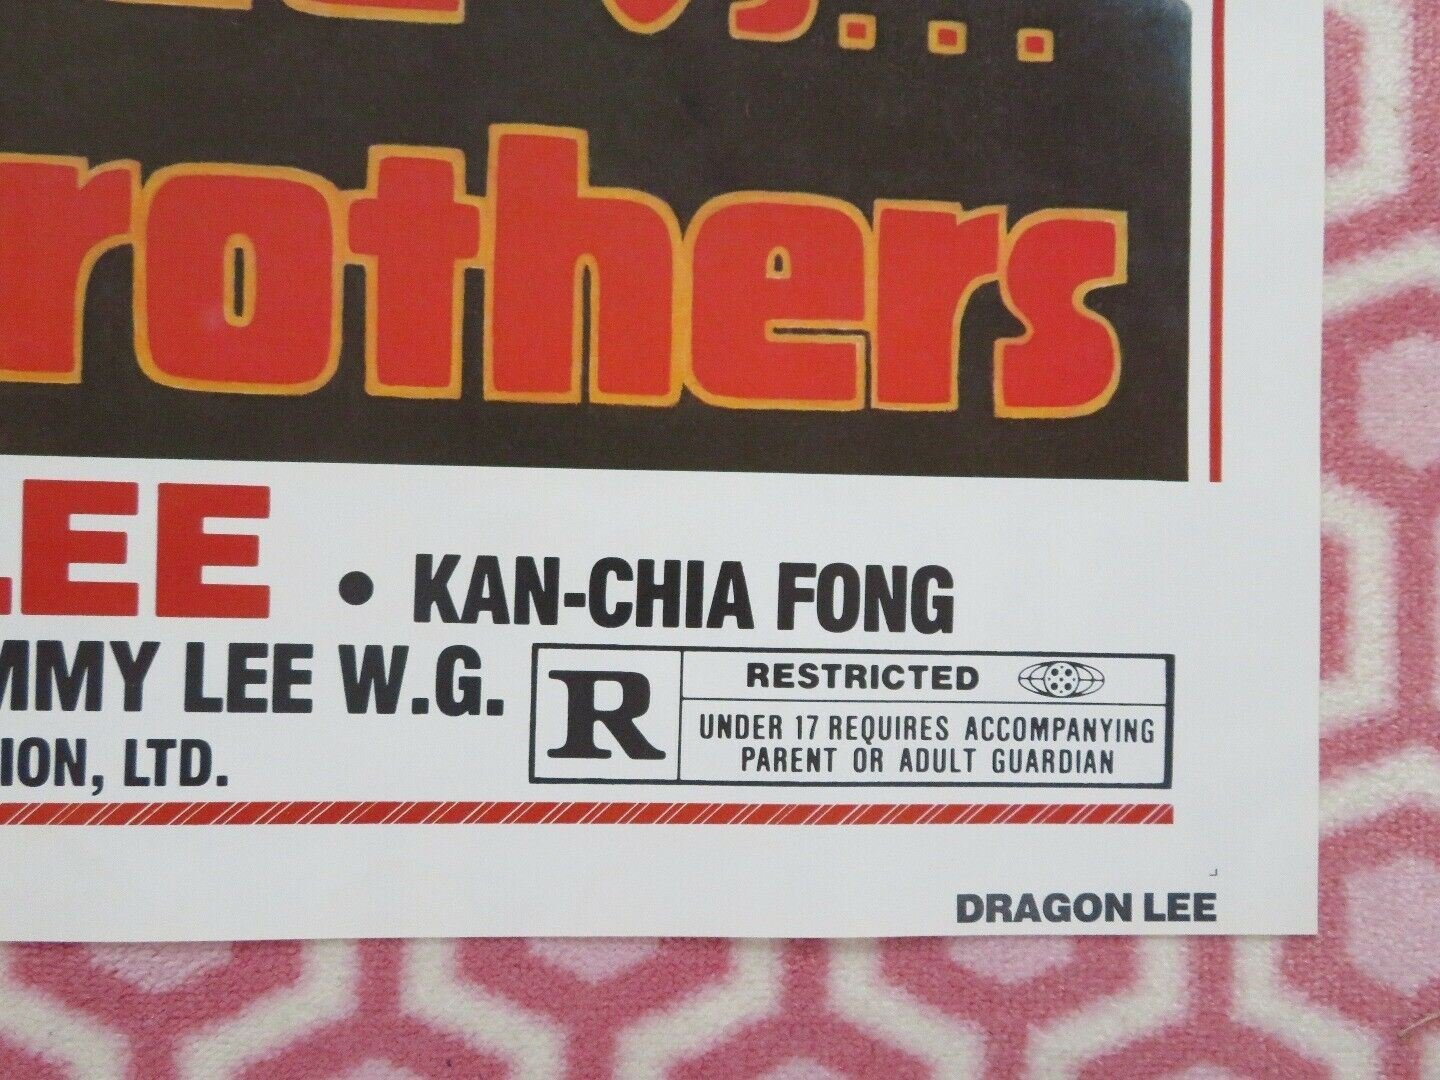 vs...
rothers
LEE • KAN-CHIA FONG
MMY LEE W.G.
ION, LTD.
R
RESTRICTED
UNDER 17 REQUIRES ACCOMPANYING
PARENT OR ADULT GUARDIAN
DRAGON LEE